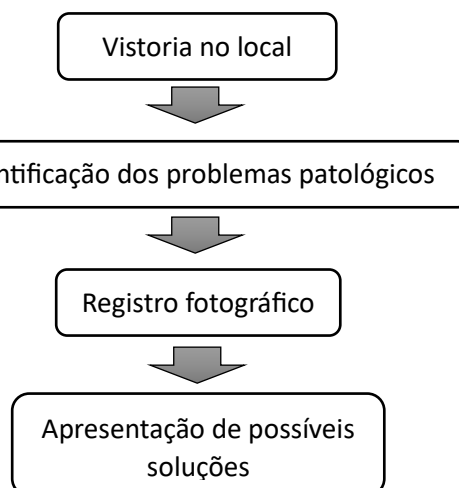 Vistoria no local
ntificação dos problemas patológicos
Registro fotográfico
Apresentação de possíveis
soluções